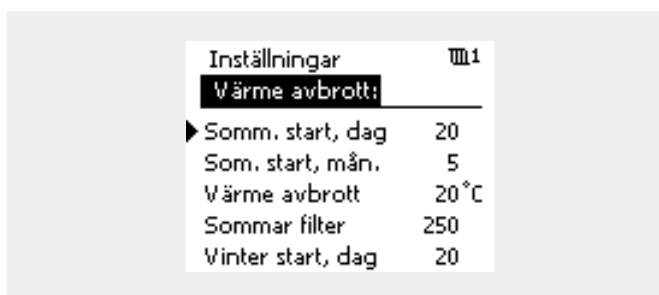 Inställningar 1
Värme avbrott:
Somm. start, dag 20
Som. start, mån. 5
Värme avbrott 20°C
Sommar filter 250
Vinter start, dag 20